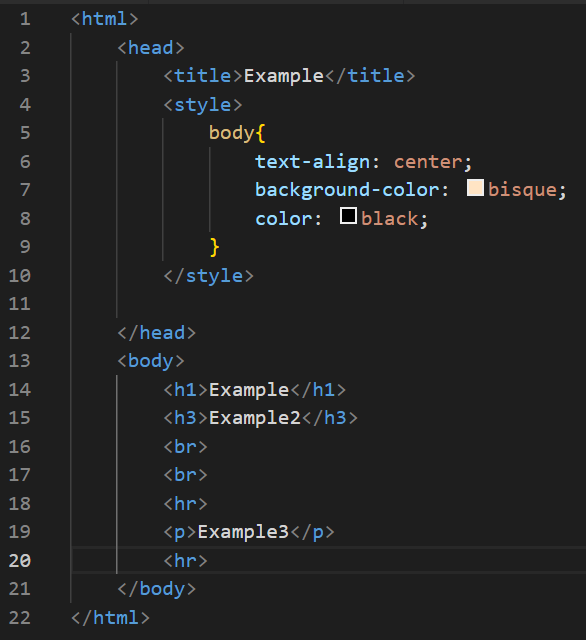 1 <html>
2     <head>
3         <title>Example</title>
4         <style>
5             body{
6                 text-align: center;
7                 background-color: bisque;
8                 color: black;
9             }
10         </style>
11
12     </head>
13     <body>
14         <h1>Example</h1>
15         <h3>Example2</h3>
16         <br>
17         <br>
18         <hr>
19         <p>Example3</p>
20         <hr>
21     </body>
22 </html>